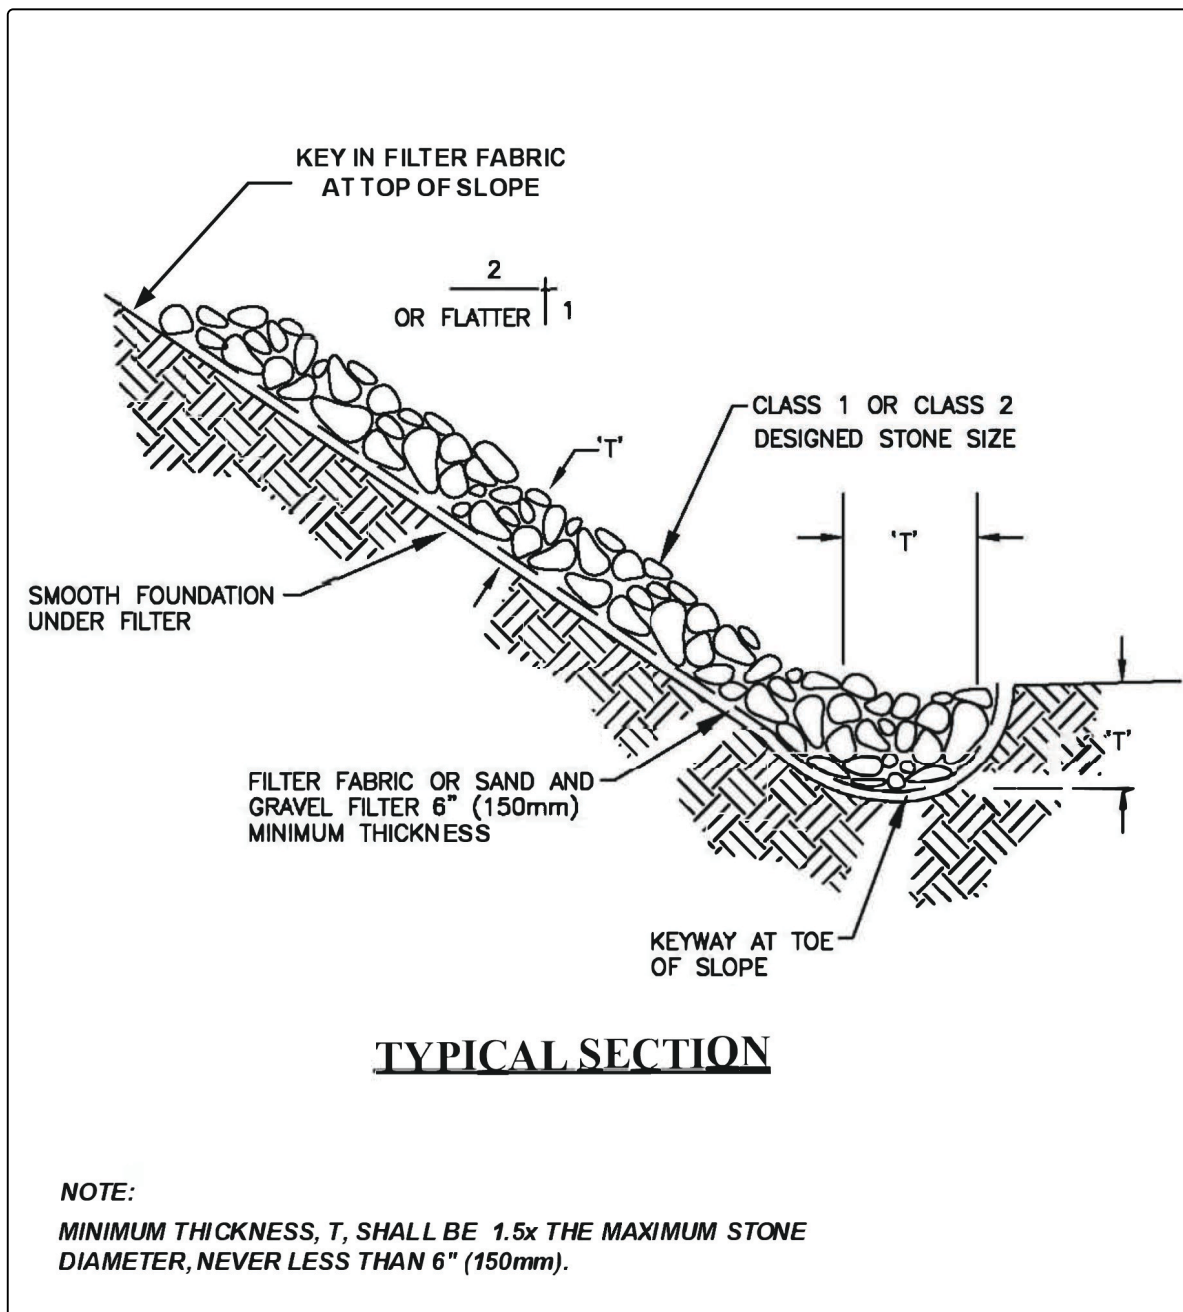 KEY IN FILTER FABRIC
AT TOP OF SLOPE
2
OR FLATTER 1
CLASS 1 OR CLASS 2
DESIGNED STONE SIZE
'T'
'T'
SMOOTH FOUNDATION
UNDER FILTER
'T'
FILTER FABRIC OR SAND AND
GRAVEL FILTER 6" (150mm)
MINIMUM THICKNESS
KEYWAY AT TOE
OF SLOPE
TYPICAL SECTION
NOTE:
MINIMUM THICKNESS, T, SHALL BE 1.5x THE MAXIMUM STONE
DIAMETER, NEVER LESS THAN 6" (150mm).